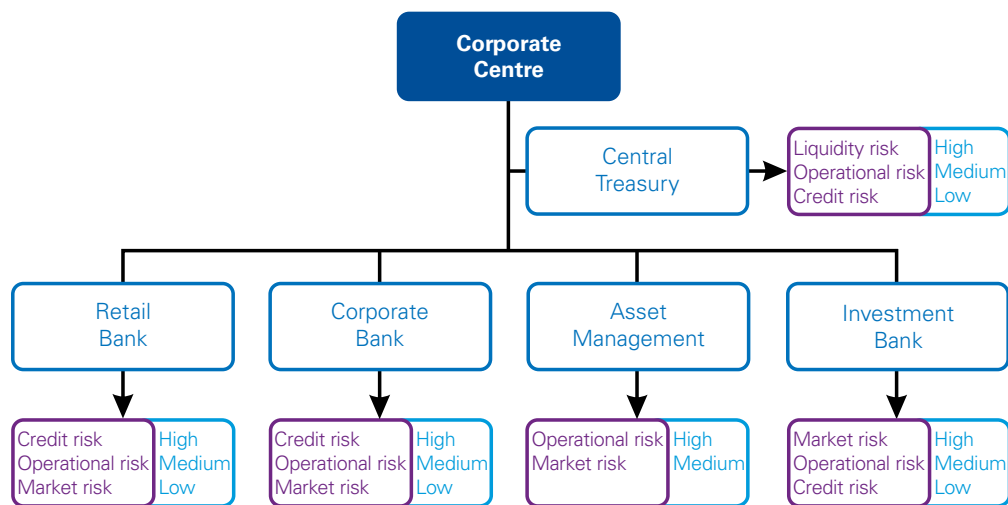 Corporate
Centre
Central
Treasury
Liquidity risk High
Operational risk Medium
Credit risk Low
Retail
Bank
Corporate
Bank
Asset
Management
Investment
Bank
Credit risk High
Operational risk Medium
Market risk Low
Credit risk High
Operational risk Medium
Market risk Low
Operational risk High
Market risk Medium
Market risk High
Operational risk Medium
Credit risk Low